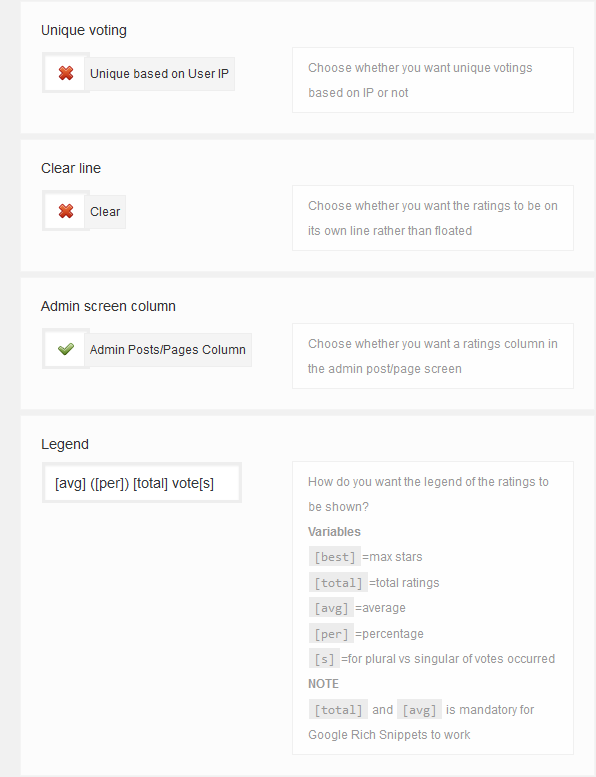 Unique voting
Unique based on User IP
Choose whether you want unique votings
based on IP or not
Clear line
Clear
Choose whether you want the ratings to be on
its own line rather than floated
Admin screen column
Admin Posts/Pages Column
Choose whether you want a ratings column in
the admin post/page screen
Legend
[avg] ([per]) [total] vote[s]
How do you want the legend of the ratings to
be shown?
Variables
[best]=max stars
[total]=total ratings
[avg]=average
[per]=percentage
[s]=for plural vs singular of votes occurred
NOTE
[total] and [avg] is mandatory for
Google Rich Snippets to work